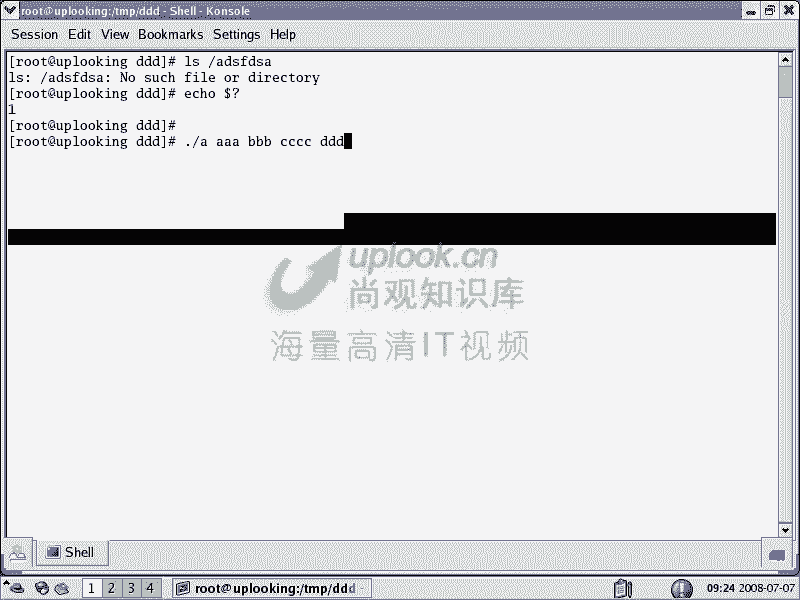 root@uplooking:/tmp/ddd - Shell - Konsole
Session Edit View Bookmarks Settings Help
[root@uplooking ddd]# ls /adsfdsa
ls: /adsfdsa: No such file or directory
[root@uplooking ddd]# echo $?
1
[root@uplooking ddd]#
[root@uplooking ddd]# ./a aaa bbb cccc ddd
uplook.cn
尚观知识库
海量高清IT视频
Shell
1 2 3 4 root@uplooking:/tmp/ddd 09:24 2008-07-07